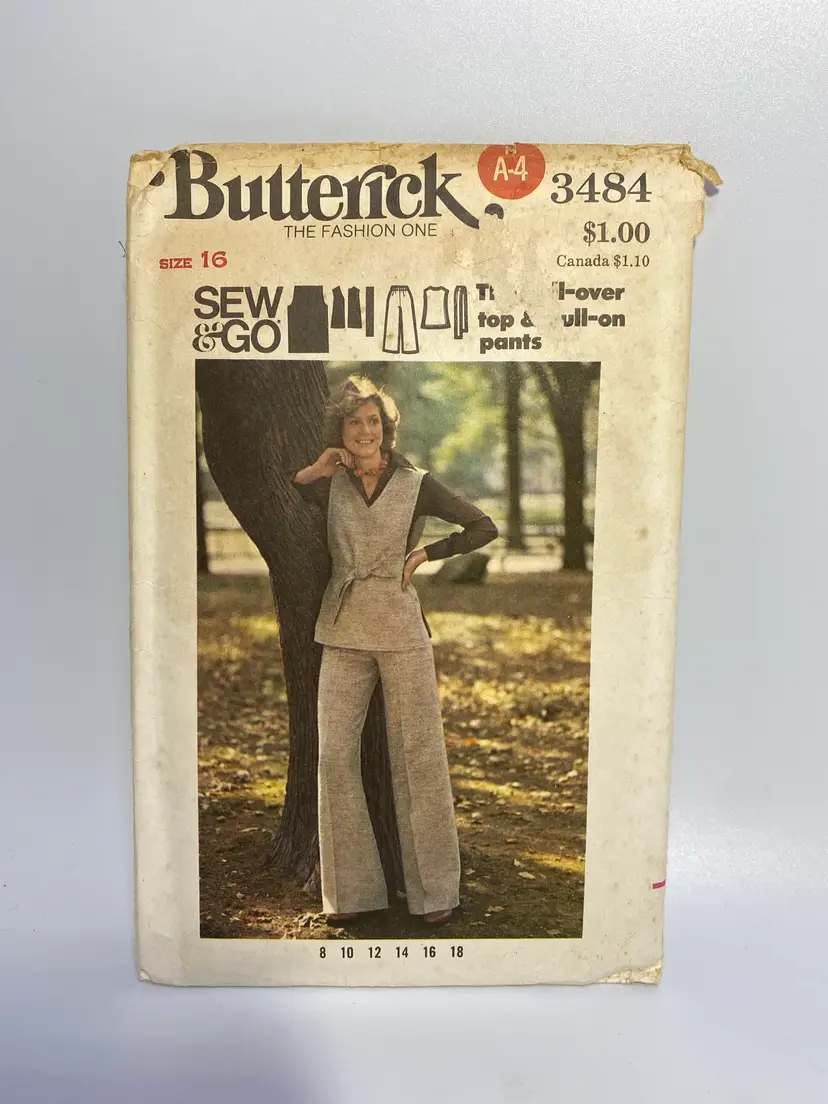 Butterick
A-4
3484
THE FASHION ONE
$1.00
Canada $1.10
SIZE 16
SEW
&GO
-over
top &
pants
8 10 12 14 16 18